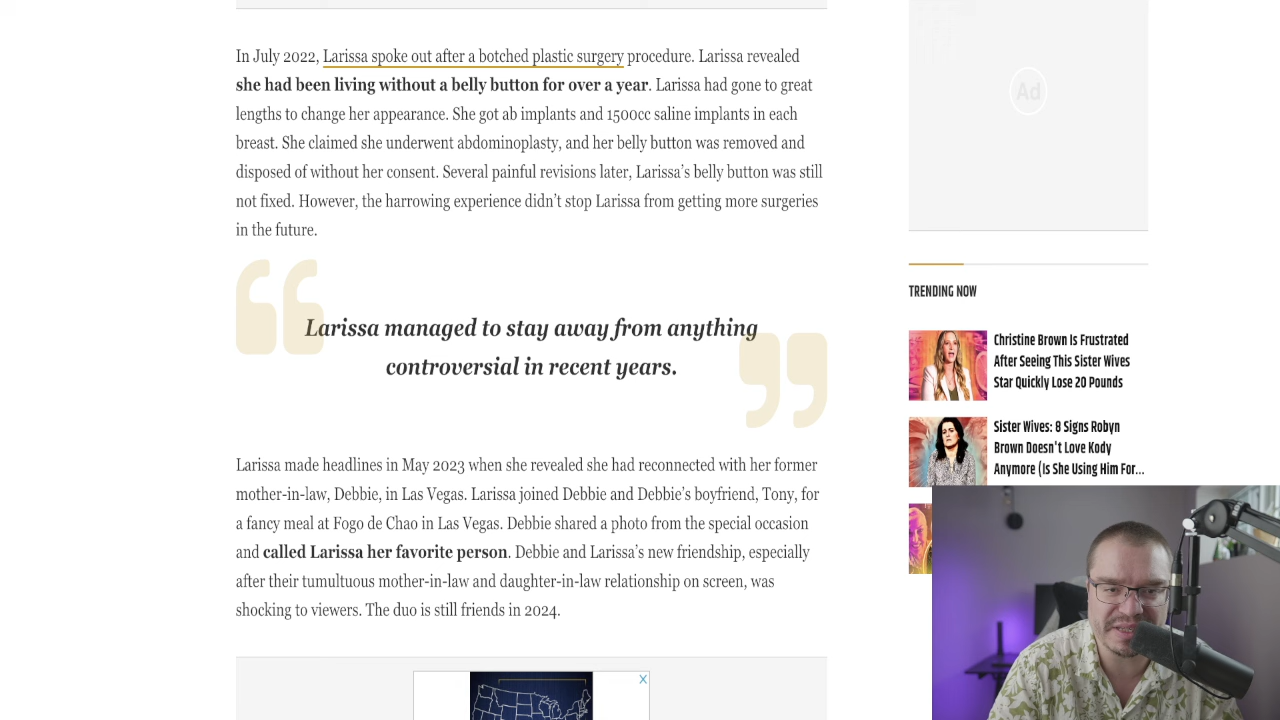 In July 2022, Larissa spoke out after a botched plastic surgery procedure. Larissa revealed
she had been living without a belly button for over a year. Larissa had gone to great
lengths to change her appearance. She got ab implants and 1500cc saline implants in each
breast. She claimed she underwent abdominoplasty, and her belly button was removed and
disposed of without her consent. Several painful revisions later, Larissa’s belly button was still
not fixed. However, the harrowing experience didn’t stop Larissa from getting more surgeries
in the future.
“
Larissa managed to stay away from anything
controversial in recent years.
”
Larissa made headlines in May 2023 when she revealed she had reconnected with her former
mother-in-law, Debbie, in Las Vegas. Larissa joined Debbie and Debbie’s boyfriend, Tony, for
a fancy meal at Fogo de Chao in Las Vegas. Debbie shared a photo from the special occasion
and called Larissa her favorite person. Debbie and Larissa’s new friendship, especially
after their tumultuous mother-in-law and daughter-in-law relationship on screen, was
shocking to viewers. The duo is still friends in 2024.
X
Ad
TRENDING NOW
Christine Brown Is Frustrated
After Seeing This Sister Wives
Star Quickly Lose 20 Pounds
Sister Wives: 8 Signs Robyn
Brown Doesn't Love Kody
Anymore (Is She Using Him For...